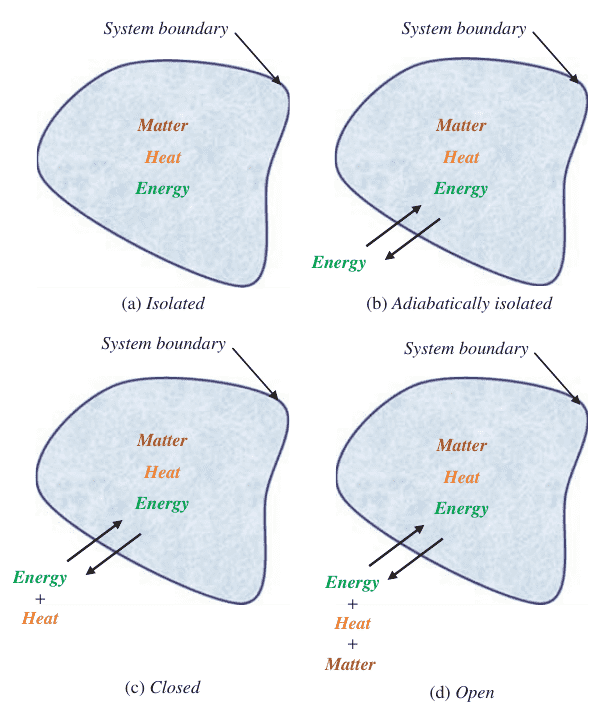 System boundary
Matter
Heat
Energy
Energy
(a) Isolated
System boundary
Matter
Heat
Energy
Energy
(b) Adiabatically isolated
System boundary
Matter
Heat
Energy
Energy
+
Heat
(c) Closed
System boundary
Matter
Heat
Energy
Energy
+
Heat
+
Matter
(d) Open